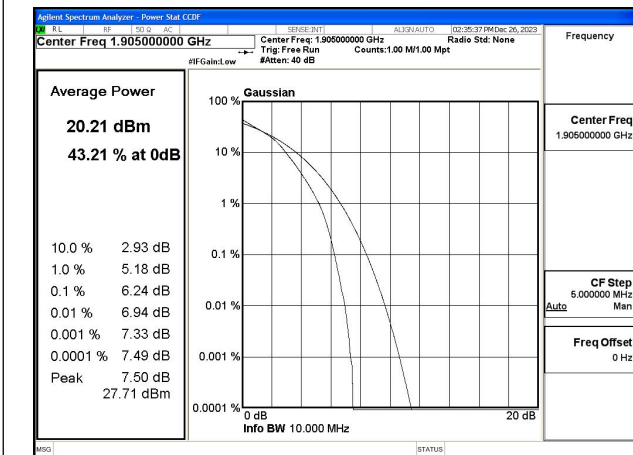 Agilent Spectrum Analyzer - Power Stat CCDF
RL RF 50 Ω AC SENSE:INT ALIGN AUTO 02:35:37 PM Dec 26, 2023
Center Freq 1.905000000 GHz
Center Freq: 1.905000000 GHz Radio Std: None
Trig: Free Run Counts:1.00 M/1.00 Mpt
#IFGain:Low #Atten: 40 dB
Frequency
Average Power
20.21 dBm
43.21 % at 0dB
10.0 % 2.93 dB
1.0 % 5.18 dB
0.1 % 6.24 dB
0.01 % 6.94 dB
0.001 % 7.33 dB
0.0001 % 7.49 dB
Peak 7.50 dB
27.71 dBm
Gaussian
100 %
10 %
1 %
0.1 %
0.01 %
0.001 %
0.0001 %
0 dB 20 dB
Info BW 10.000 MHz
Center Freq
1.905000000 GHz
CF Step
5.000000 MHz
Auto Man
Freq Offset
0 Hz
MSG STATUS